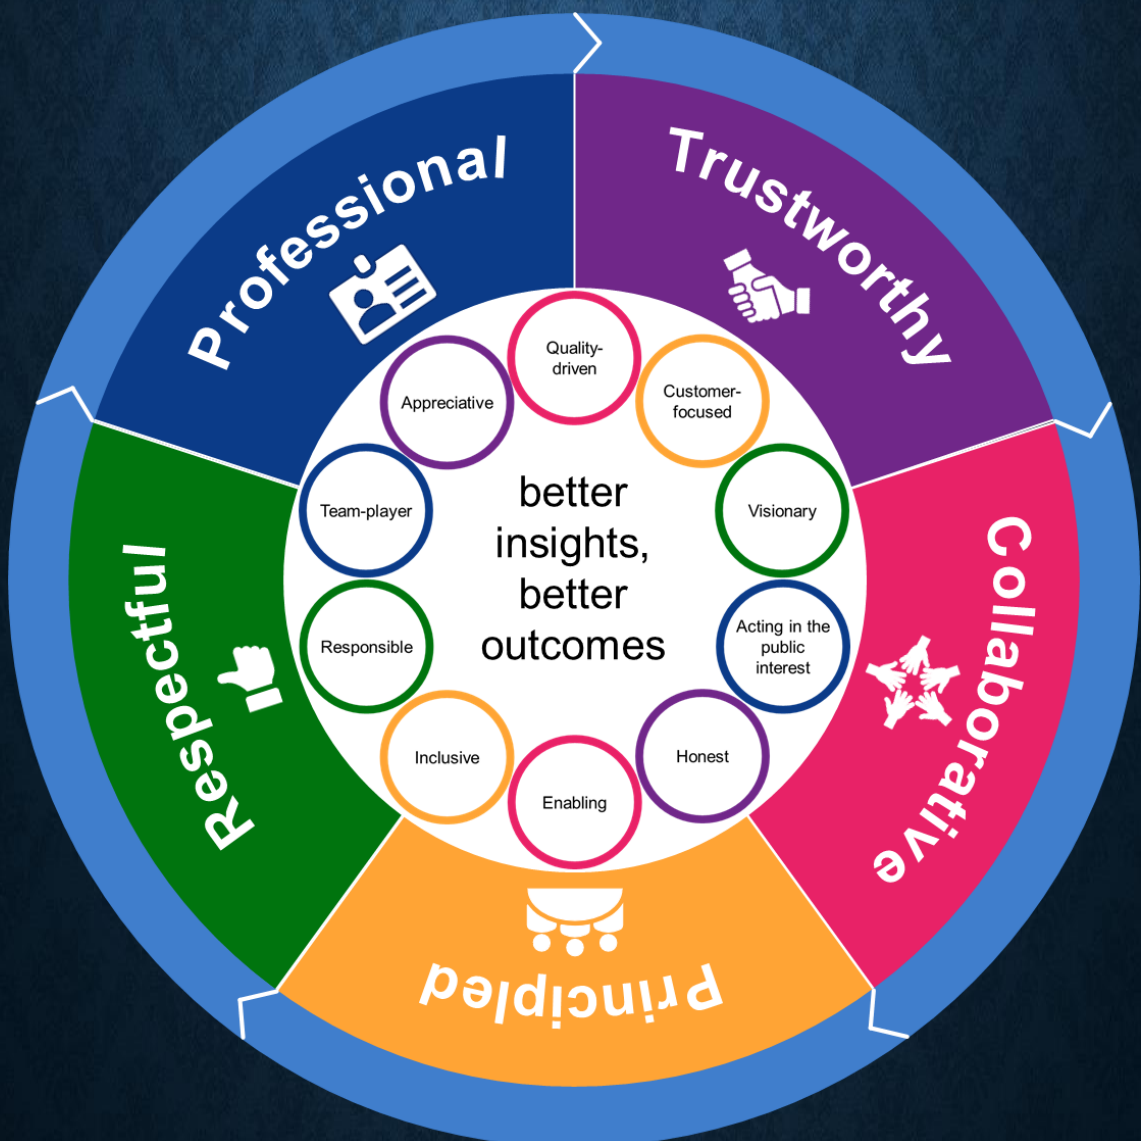 Professional
Trustworthy
Collaborative
Principled
Respectful
Quality-
driven
Customer-
focused
Visionary
Acting in the
public
interest
Honest
Enabling
Inclusive
Responsible
Team-player
Appreciative
better
insights,
better
outcomes